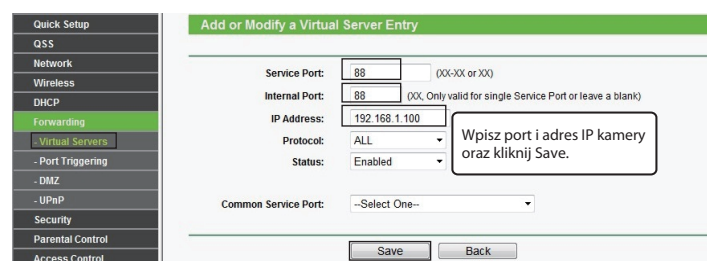 Quick Setup
QSS
Network
Wireless
DHCP
Forwarding
- Virtual Servers
- Port Triggering
- DMZ
- UPnP
Security
Parental Control
Access Control
Add or Modify a Virtual Server Entry
Service Port: 88 (XX-XX or XX)
Internal Port: 88 (XX, Only valid for single Service Port or leave a blank)
IP Address: 192.168.1.100
Protocol: ALL
Status: Enabled
Wpisz port i adres IP kamery
oraz kliknij Save.
Common Service Port: --Select One--
Save Back